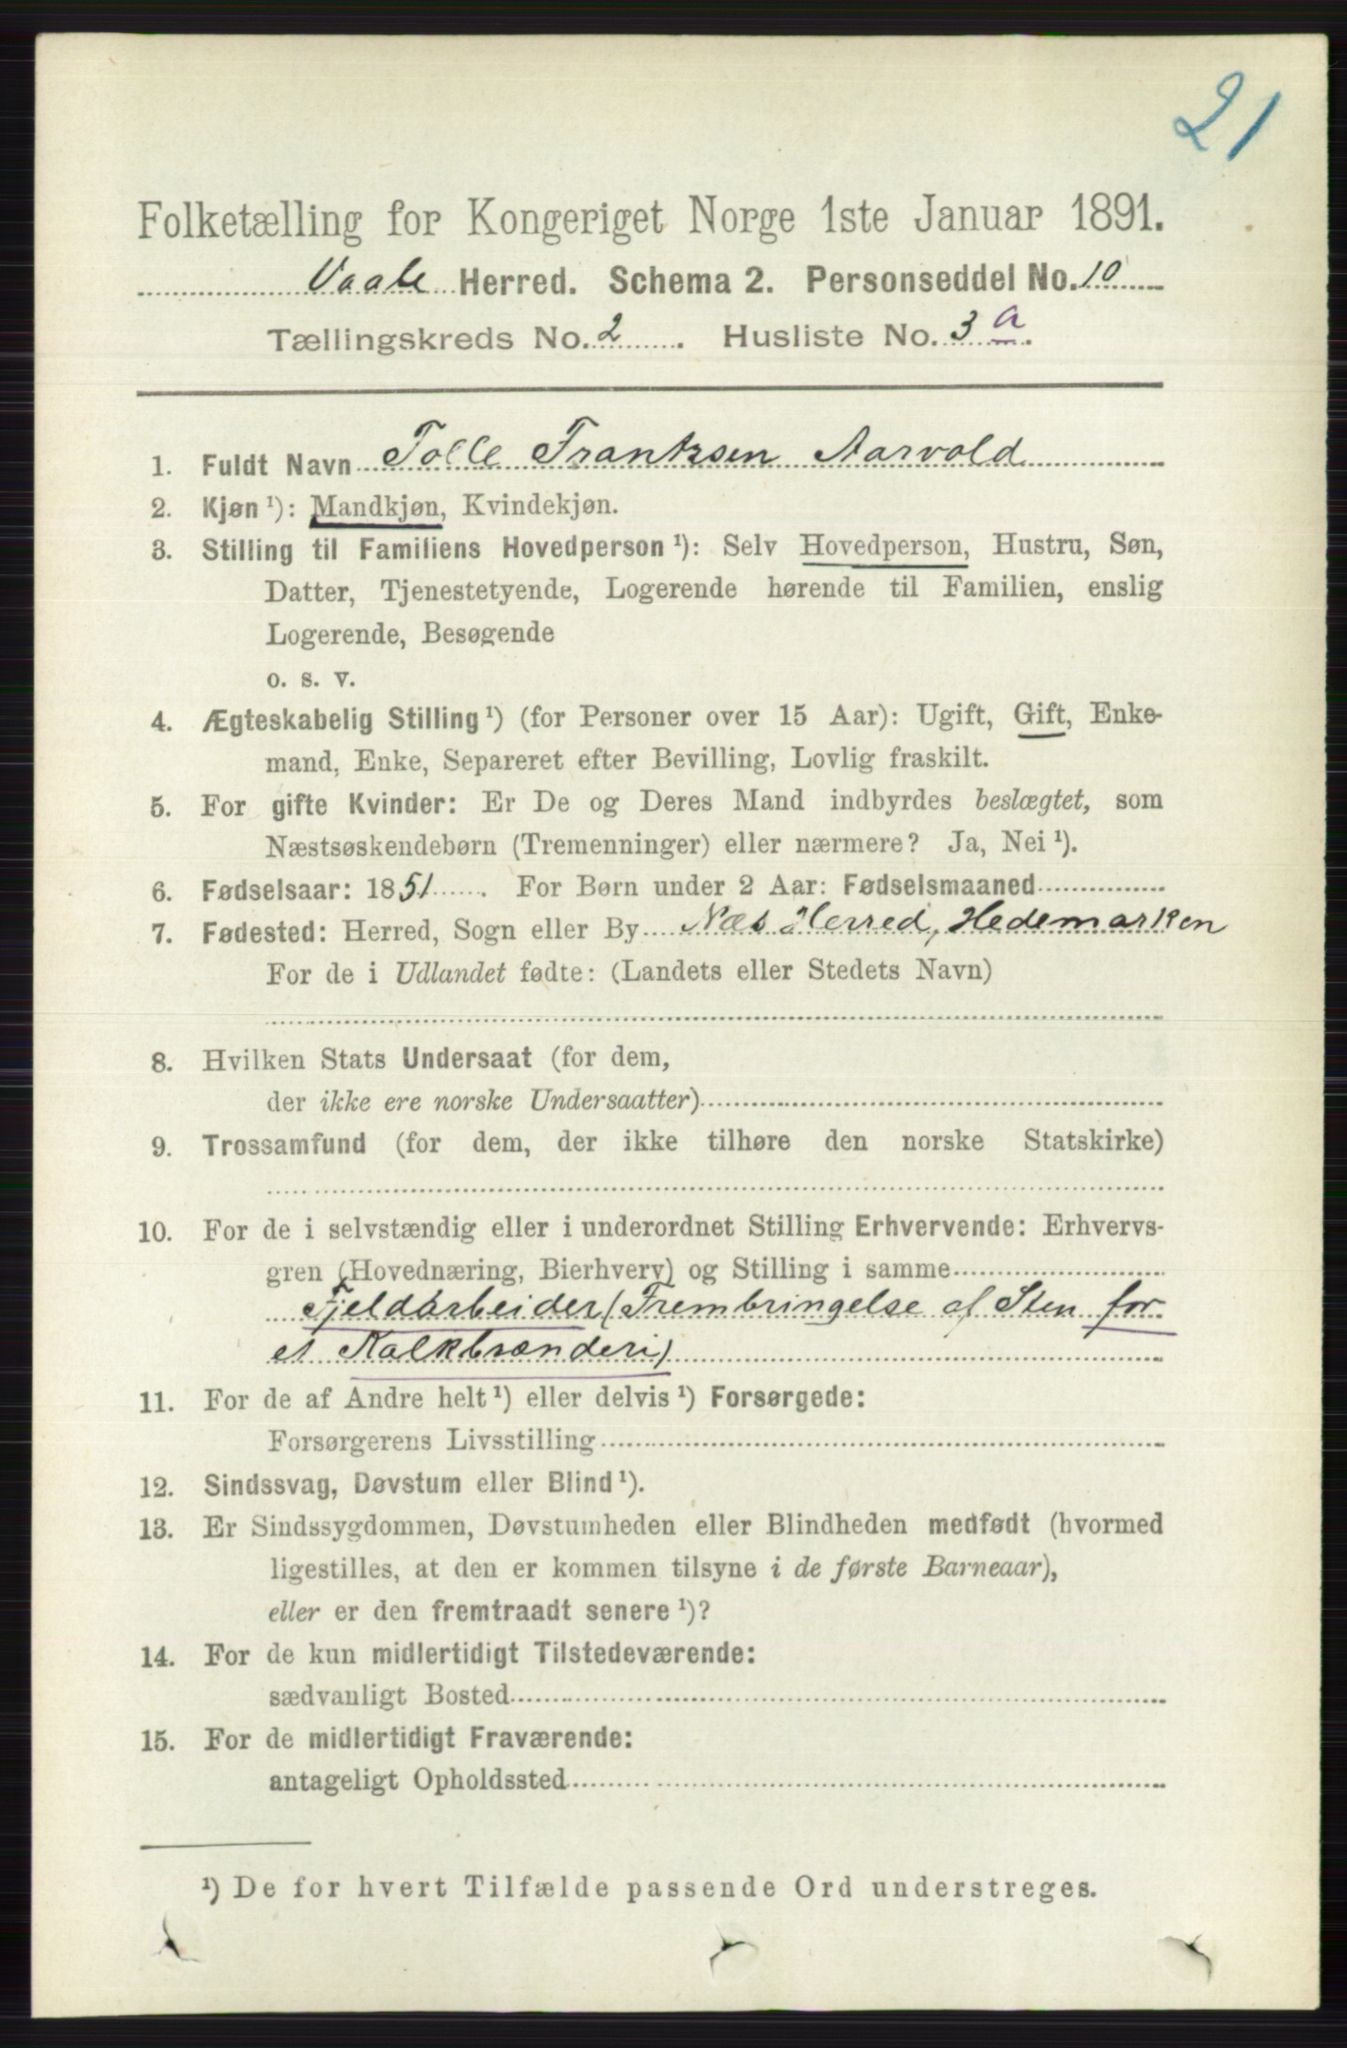 21
Folketælling for Kongeriget Norge 1ste Januar 1891.
Vaale Herred. Schema 2. Personseddel No. 10
Tællingskreds No. 2. Husliste No. 3 a.
1. Fuldt Navn Tolle Frantsen Aarvold
2. Kjøn ¹): Mandkjøn, Kvindekjøn.
3. Stilling til Familiens Hovedperson ¹): Selv Hovedperson, Hustru, Søn,
Datter, Tjenestetyende, Logerende hørende til Familien, enslig
Logerende, Besøgende
o. s. v.
4. Ægteskabelig Stilling ¹) (for Personer over 15 Aar): Ugift, Gift, Enke-
mand, Enke, Separeret efter Bevilling, Lovlig fraskilt.
5. For gifte Kvinder: Er De og Deres Mand indbyrdes beslægtet, som
Næstsøskendebørn (Tremenninger) eller nærmere? Ja, Nei ¹).
6. Fødselsaar: 1851. For Børn under 2 Aar: Fødselsmaaned
7. Fødested: Herred, Sogn eller By Næs Herred, Hedemarken
For de i Udlandet fødte: (Landets eller Stedets Navn)
8. Hvilken Stats Undersaat (for dem,
der ikke ere norske Undersaatter)
9. Trossamfund (for dem, der ikke tilhøre den norske Statskirke)
10. For de i selvstændig eller i underordnet Stilling Erhvervende: Erhvervs-
gren (Hovednæring, Bierhverv) og Stilling i samme
Fjeldarbeider (Frembringelse af Sten for
et Kalkbrænderi)
11. For de af Andre helt ¹) eller delvis ¹) Forsørgede:
Forsørgerens Livsstilling
12. Sindssvag, Døvstum eller Blind ¹).
13. Er Sindssygdommen, Døvstumheden eller Blindheden medfødt (hvormed
ligestilles, at den er kommen tilsyne i de første Barneaar),
eller er den fremtraadt senere ¹)?
14. For de kun midlertidigt Tilstedeværende:
sædvanligt Bosted
15. For de midlertidigt Fraværende:
antageligt Opholdssted
¹) De for hvert Tilfælde passende Ord understreges.